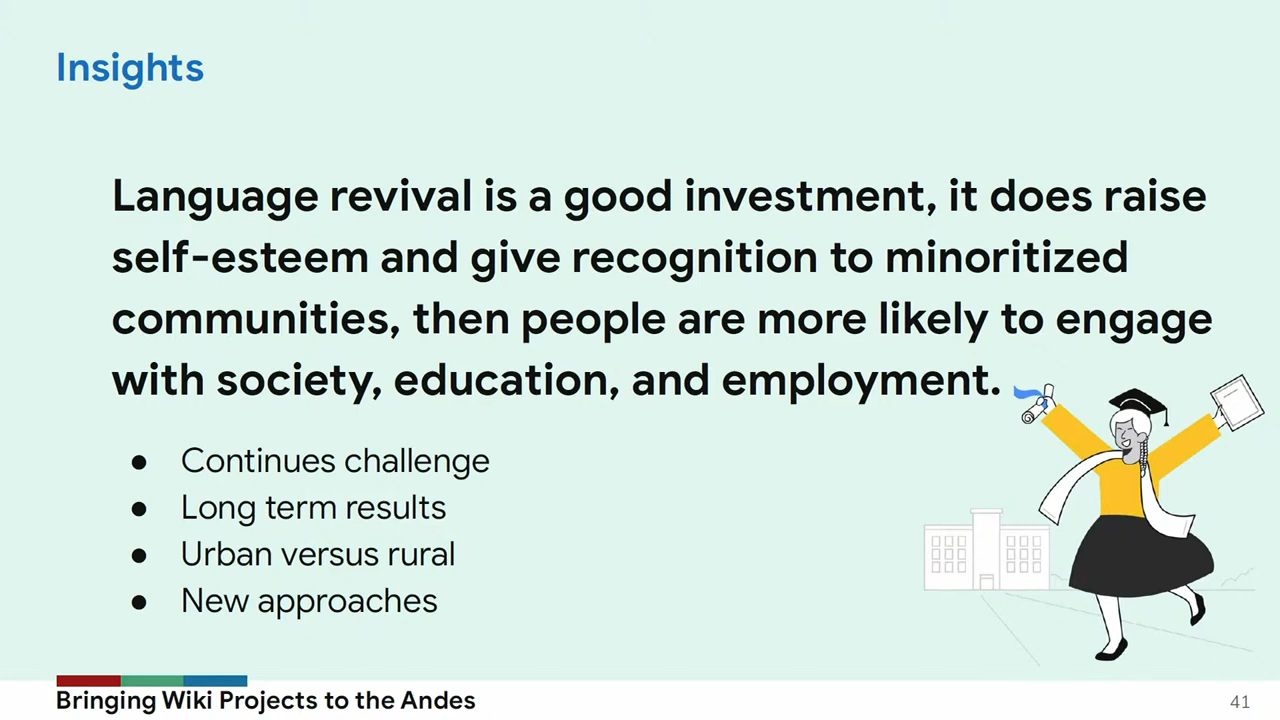 Insights
Language revival is a good investment, it does raise
self-esteem and give recognition to minoritized
communities, then people are more likely to engage
with society, education, and employment.
● Continues challenge
● Long term results
● Urban versus rural
● New approaches
Bringing Wiki Projects to the Andes
41